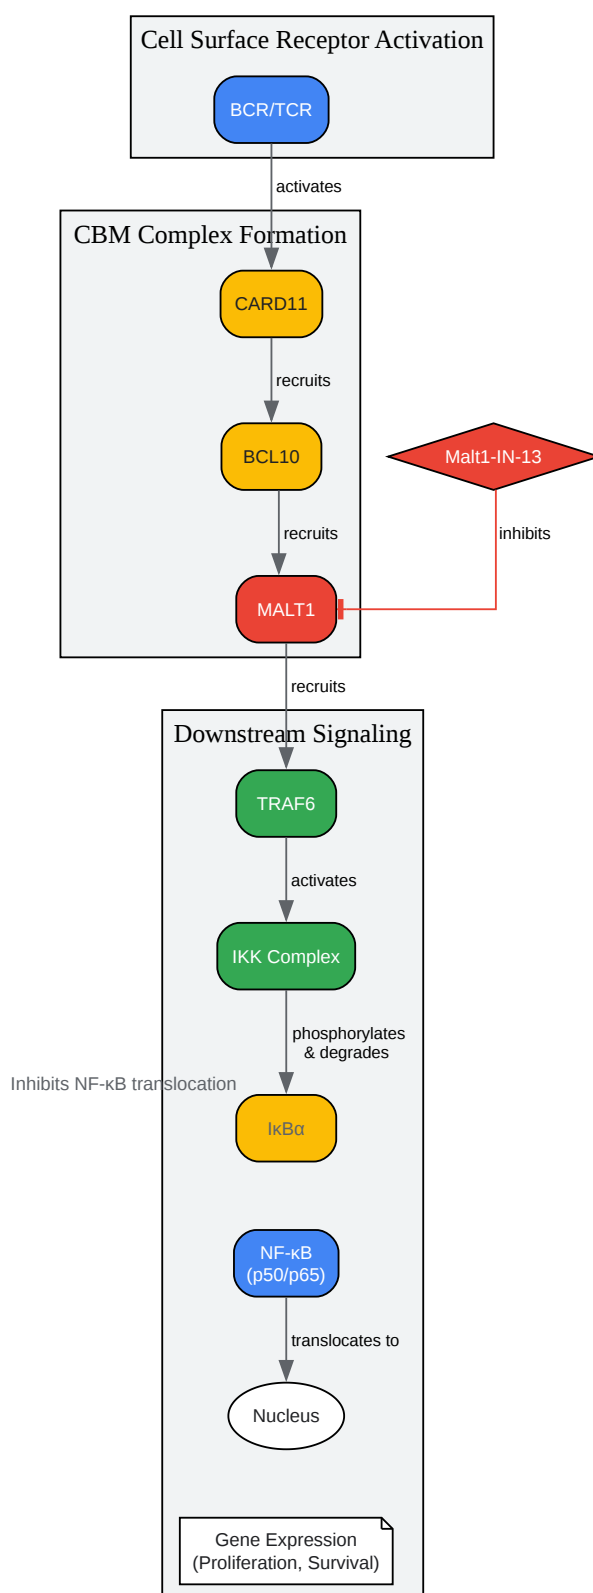 Cell Surface Receptor Activation
BCR/TCR
activates
CBM Complex Formation
CARD11
recruits
BCL10
Malt1-IN-13
recruits
inhibits
MALT1
recruits
Downstream Signaling
TRAF6
activates
IKK Complex
phosphorylates
& degrades
Inhibits NF-κB translocation
IκBα
NF-κB
(p50/p65)
translocates to
Nucleus
Gene Expression
(Proliferation, Survival)